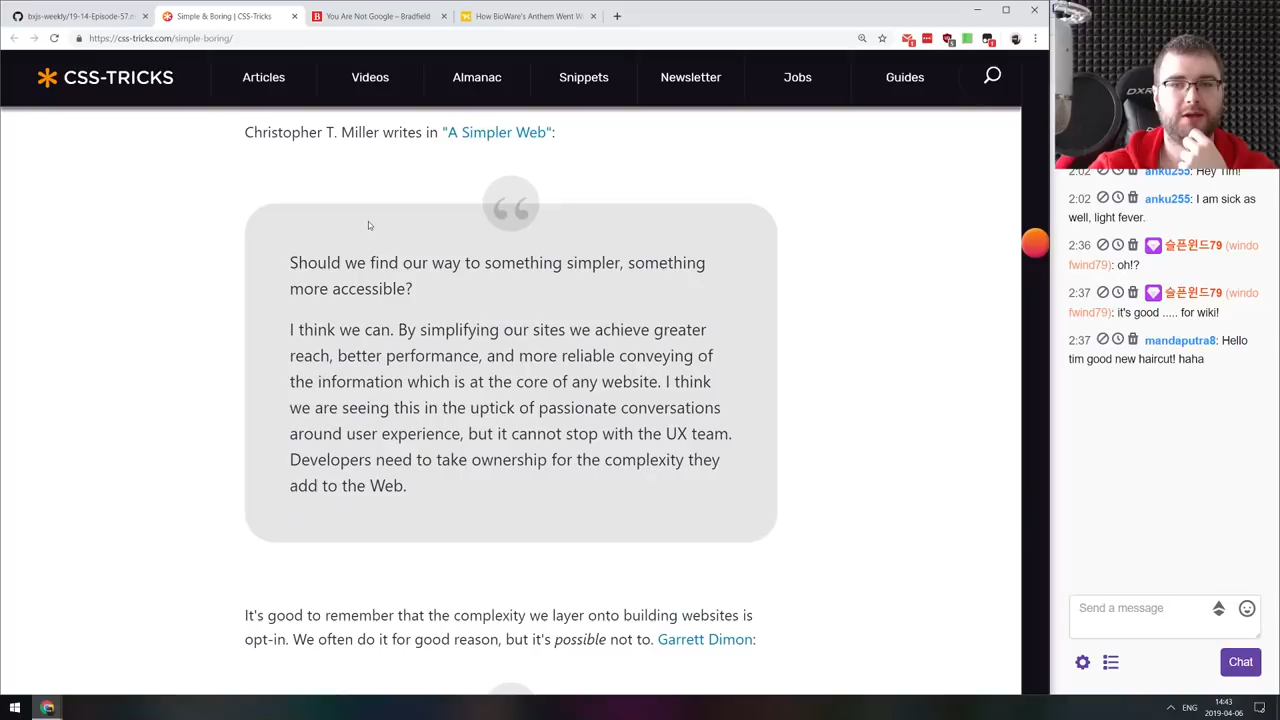 bxjs-weekly/19-14-Episode-57.m
Simple & Boring | CSS-Tricks
You Are Not Google – Bradfield
How BioWare's Anthem Went W
https://css-tricks.com/simple-boring/
CSS-TRICKS
Articles
Videos
Almanac
Snippets
Newsletter
Jobs
Guides
Christopher T. Miller writes in "A Simpler Web":
Should we find our way to something simpler, something
more accessible?
I think we can. By simplifying our sites we achieve greater
reach, better performance, and more reliable conveying of
the information which is at the core of any website. I think
we are seeing this in the uptick of passionate conversations
around user experience, but it cannot stop with the UX team.
Developers need to take ownership for the complexity they
add to the Web.
It's good to remember that the complexity we layer onto building websites is
opt-in. We often do it for good reason, but it's possible not to. Garrett Dimon:
DXR
2:02 anku255: Hey Tim!
2:02 anku255: I am sick as
well, light fever.
2:36 슬픈윈드79 (windo
fwind79): oh!?
2:37 슬픈윈드79 (windo
fwind79): it's good ..... for wiki!
2:37 mandaputra8: Hello
tim good new haircut! haha
Send a message
Chat
ENG
14:43
2019-04-06